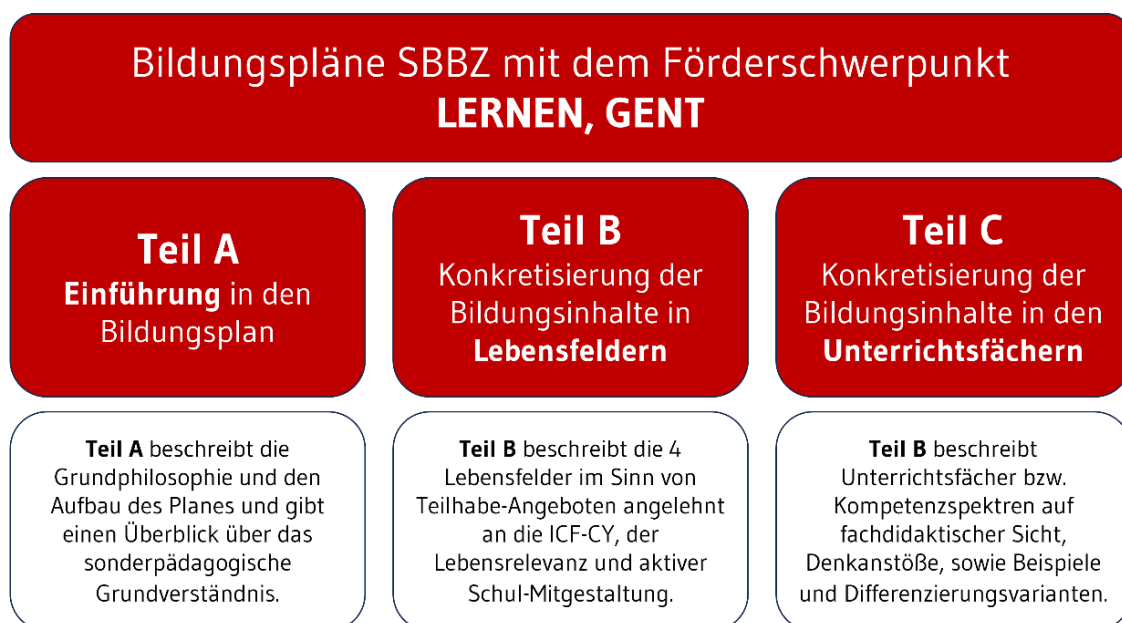 Bildungspläne SBBZ mit dem Förderschwerpunkt
LERNEN, GENT
Teil A
Einführung in den
Bildungsplan
Teil B
Konkretisierung der
Bildungsinhalte in
Lebensfeldern
Teil C
Konkretisierung der
Bildungsinhalte in den
Unterrichtsfächern
Teil A beschreibt die
Grundphilosophie und den
Aufbau des Planes und gibt
einen Überblick über das
sonderpädagogische
Grundverständnis.
Teil B beschreibt die 4
Lebensfelder im Sinn von
Teilhabe-Angeboten angelehnt
an die ICF-CY, der
Lebensrelevanz und aktiver
Schul-Mitgestaltung.
Teil B beschreibt
Unterrichtsfächer bzw.
Kompetenzspektren auf
fachdidaktischer Sicht,
Denkanstöße, sowie Beispiele
und Differenzierungsvarianten.